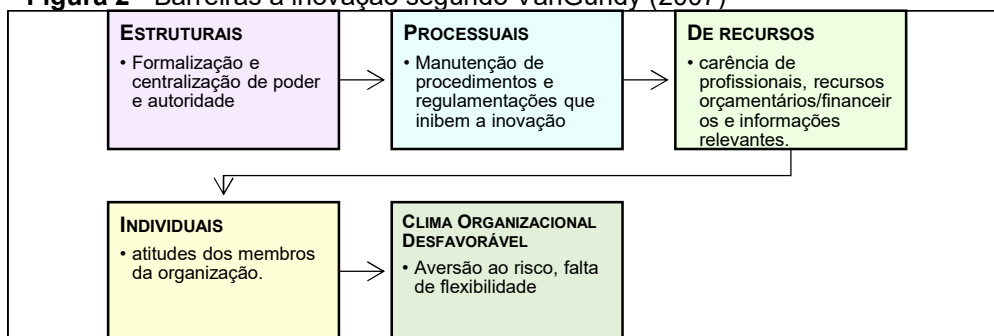 Figura 2 - Barreiras à inovação segundo VanGundy (2007)
ESTRUTURAIS
• Formalização e
centralização de poder
e autoridade
PROCESSUAIS
• Manutenção de
procedimentos e
regulamentações que
inibem a inovação
DE RECURSOS
• carência de
profissionais, recursos
orçamentários/financeir
os e informações
relevantes.
INDIVIDUAIS
• atitudes dos membros
da organização.
CLIMA ORGANIZACIONAL
DESFAVORÁVEL
• Aversão ao risco, falta
de flexibilidade